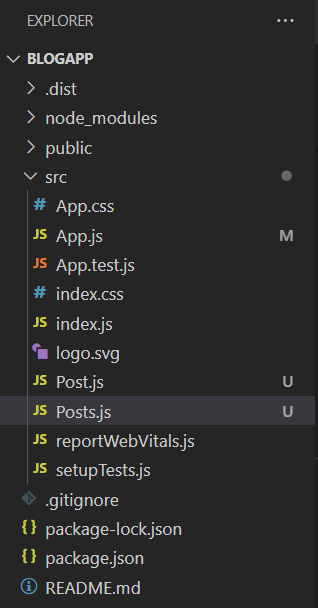 EXPLORER ...
BLOGAPP
.dist
node_modules
public
src
# App.css
JS App.js M
JS App.test.js
# index.css
JS index.js
logo.svg
JS Post.js U
JS Posts.js U
JS reportWebVitals.js
JS setupTests.js
.gitignore
{ } package-lock.json
{ } package.json
README.md